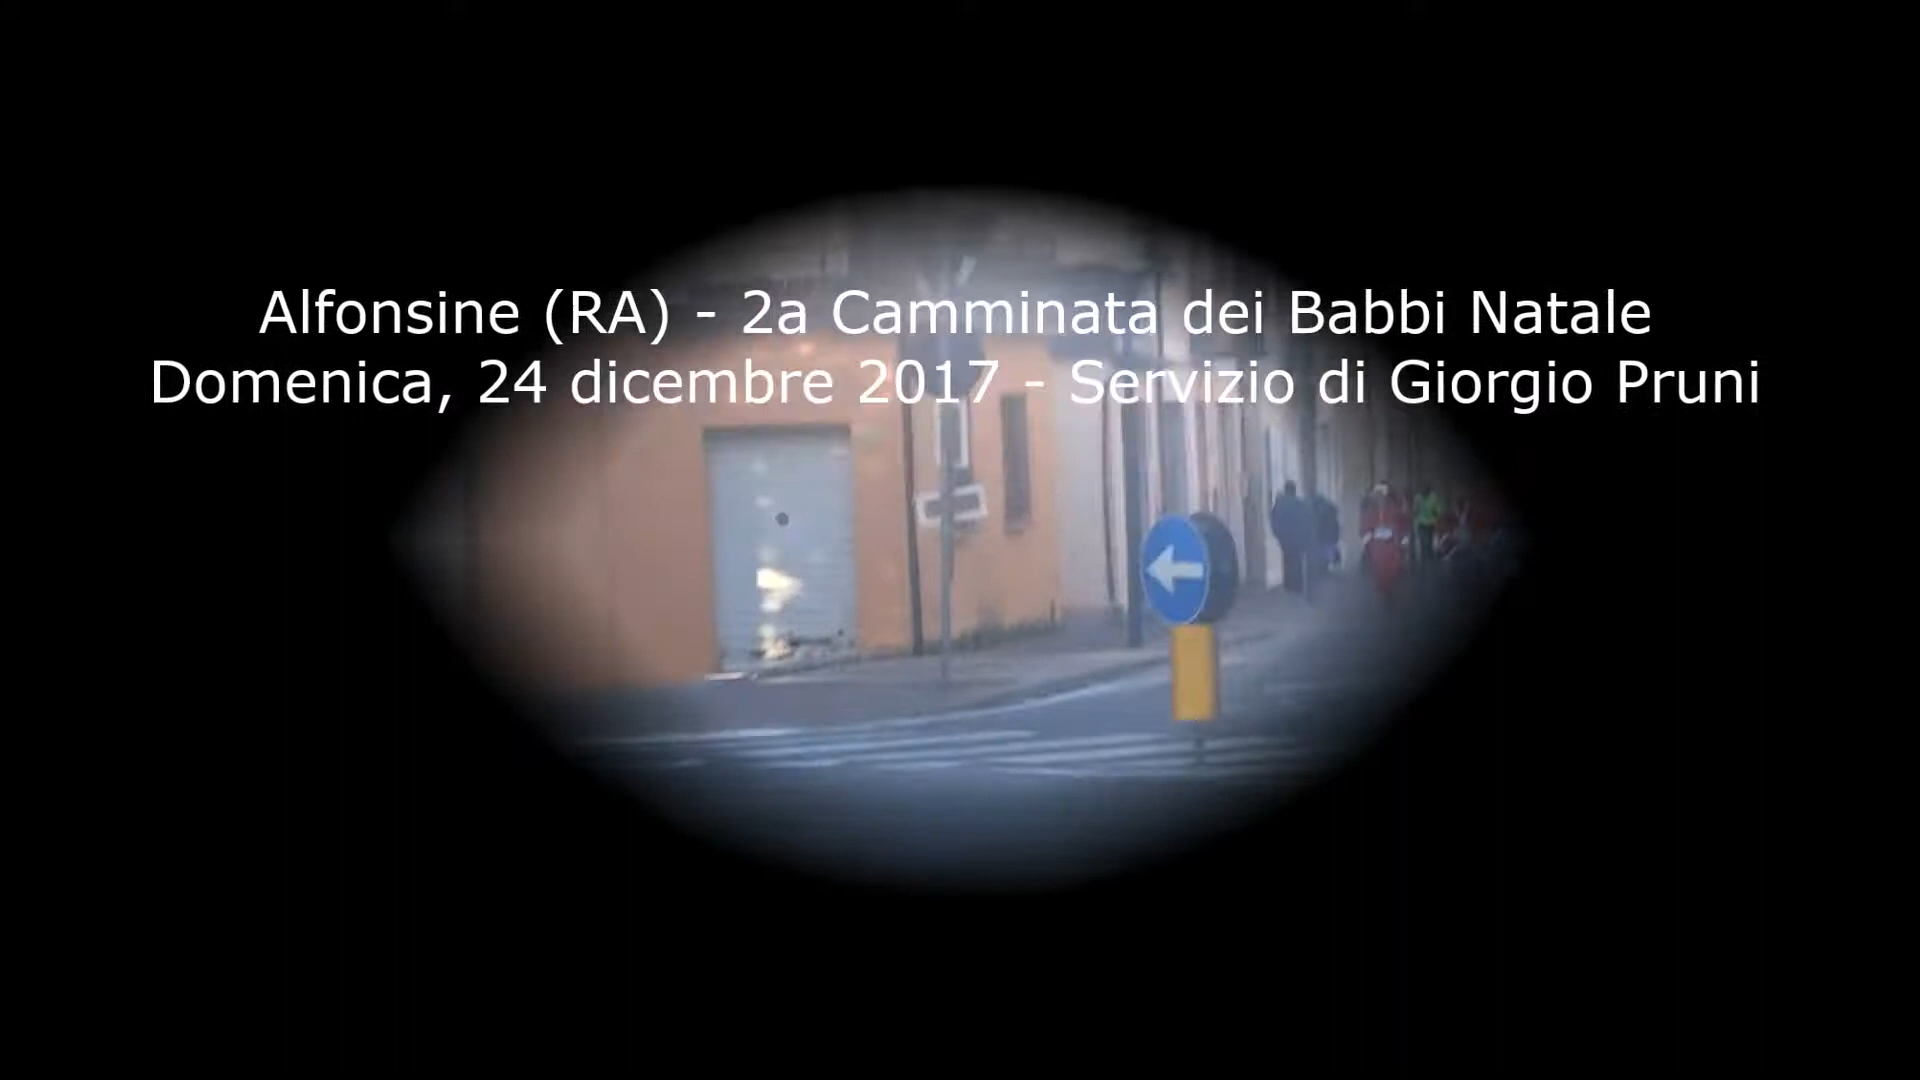 Alfonsine (RA) - 2a Camminata dei Babbi Natale
Domenica, 24 dicembre 2017 - Servizio di Giorgio Pruni